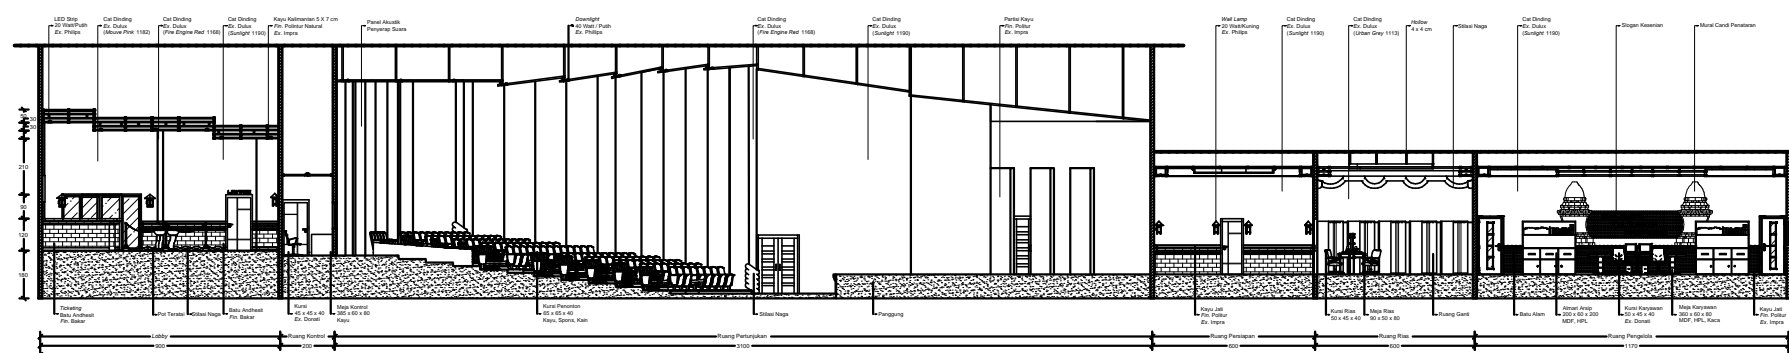 LED Strip
20 Watt/Putih
Ex. Philips
Cat Dinding
Ex. Dulux
(Mouve Pink 1182)
Cat Dinding
Ex. Dulux
(Fire Engine Red 1168)
Cat Dinding
Ex. Dulux
(Sunlight 1190)
Kayu Kalimantan 5 X 7 cm
Fin. Politur Natural
Ex. Impra
Panel Akustik
Penyerap Suara
Downlight
40 Watt / Putih
Ex. Phillips
Cat Dinding
Ex. Dulux
(Fire Engine Red 1168)
Cat Dinding
Ex. Dulux
(Sunlight 1190)
Partisi Kayu
Fin. Politur
Ex. Impra
Wall Lamp
20 Watt/Kuning
Ex. Philips
Cat Dinding
Ex. Dulux
(Sunlight 1190)
Cat Dinding
Ex. Dulux
(Urban Grey 1113)
Hollow
4 x 4 cm
Stilasi Naga
Cat Dinding
Ex. Dulux
(Sunlight 1190)
Slogan Kesenian
Mural Candi Penataran
30
30
210
90
120
180
Ticketing
Batu Andhesit
Fin. Bakar
Pot Teratai
Stilasi Naga
Batu Andhesit
Fin. Bakar
Kursi
45 x 45 x 40
Ex. Donati
Meja Kontrol
385 x 60 x 80
Kayu
Kursi Penonton
65 x 65 x 40
Kayu, Spons, Kain
Stilasi Naga
Panggung
Kayu Jati
Fin. Politur
Ex. Impra
Kursi Rias
50 x 45 x 40
Meja Rias
90 x 50 x 80
Ruang Ganti
Batu Alam
Almari Arsip
200 x 60 x 200
MDF, HPL
Kursi Karyawan
50 x 45 x 40
Ex. Donati
Meja Karyawan
360 x 60 x 80
MDF, HPL, Kaca
Kayu Jati
Fin. Politur
Ex. Impra
Lobby
900
Ruang Kontrol
200
Ruang Pertunjukan
3100
Ruang Persiapan
600
Ruang Rias
600
Ruang Pengelola
1170